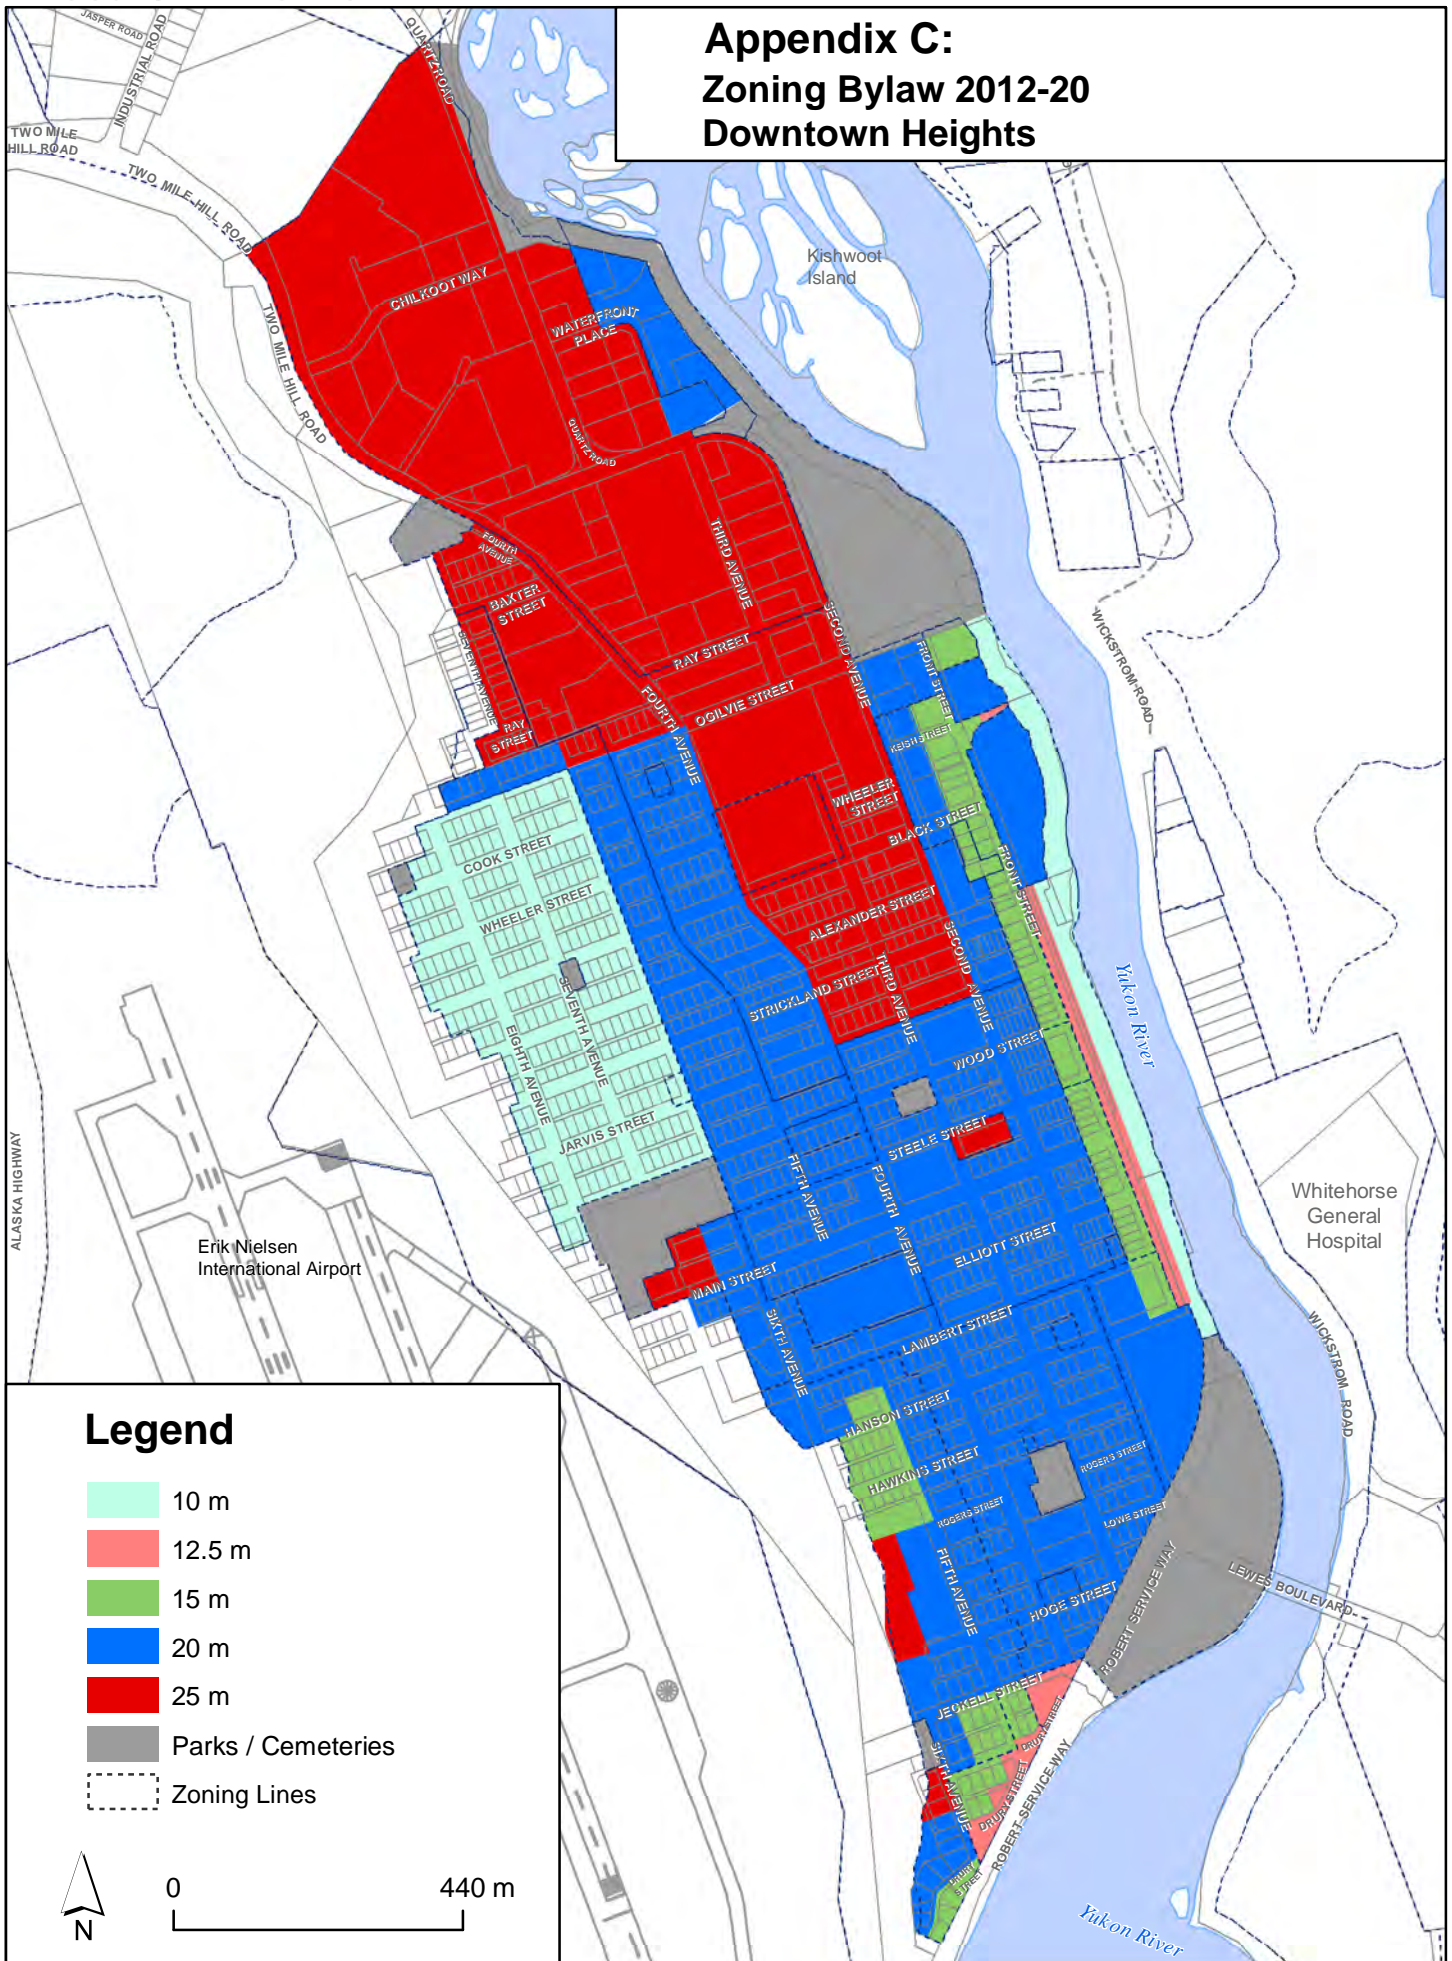 Appendix C:
Zoning Bylaw 2012-20
Downtown Heights
JASPER ROAD
INDUSTRIAL ROAD
QUARTZ ROAD
TWO MILE
HILL ROAD
TWO MILE HILL ROAD
TWO MILE HILL ROAD
CHILKOOT WAY
WATERFRONT
PLACE
QUARTZ ROAD
Kishwoot
Island
FOURTH
AVENUE
BAXTER
STREET
THIRD AVENUE
SECOND AVENUE
SEVENTH AVENUE
RAY STREET
RAY
STREET
FOURTH AVENUE
OGILVIE STREET
FRONT STREET
KEISH STREET
WICKSTROM ROAD
WHEELER
STREET
BLACK STREET
COOK STREET
WHEELER STREET
ALEXANDER STREET
FRONT STREET
STRICKLAND STREET
THIRD AVENUE
SECOND AVENUE
SEVENTH AVENUE
EIGHTH AVENUE
WOOD STREET
Yukon River
JARVIS STREET
STEELE STREET
FIFTH AVENUE
FOURTH AVENUE
ELLIOTT STREET
ALASKA HIGHWAY
Erik Nielsen
International Airport
Whitehorse
General
Hospital
MAIN STREET
SIXTH AVENUE
LAMBERT STREET
WICKSTROM ROAD
HANSON STREET
HAWKINS STREET
ROGERS STREET
ROGERS STREET
LOWE STREET
FIFTH AVENUE
HOGE STREET
ROBERT SERVICE WAY
LEWES BOULEVARD
JECKELL STREET
DRURY STREET
SIXTH AVENUE
DRURY STREET
ROBERT SERVICE WAY
DRURY
STREET
Yukon River
Legend
10 m
12.5 m
15 m
20 m
25 m
Parks / Cemeteries
Zoning Lines
N
0 440 m